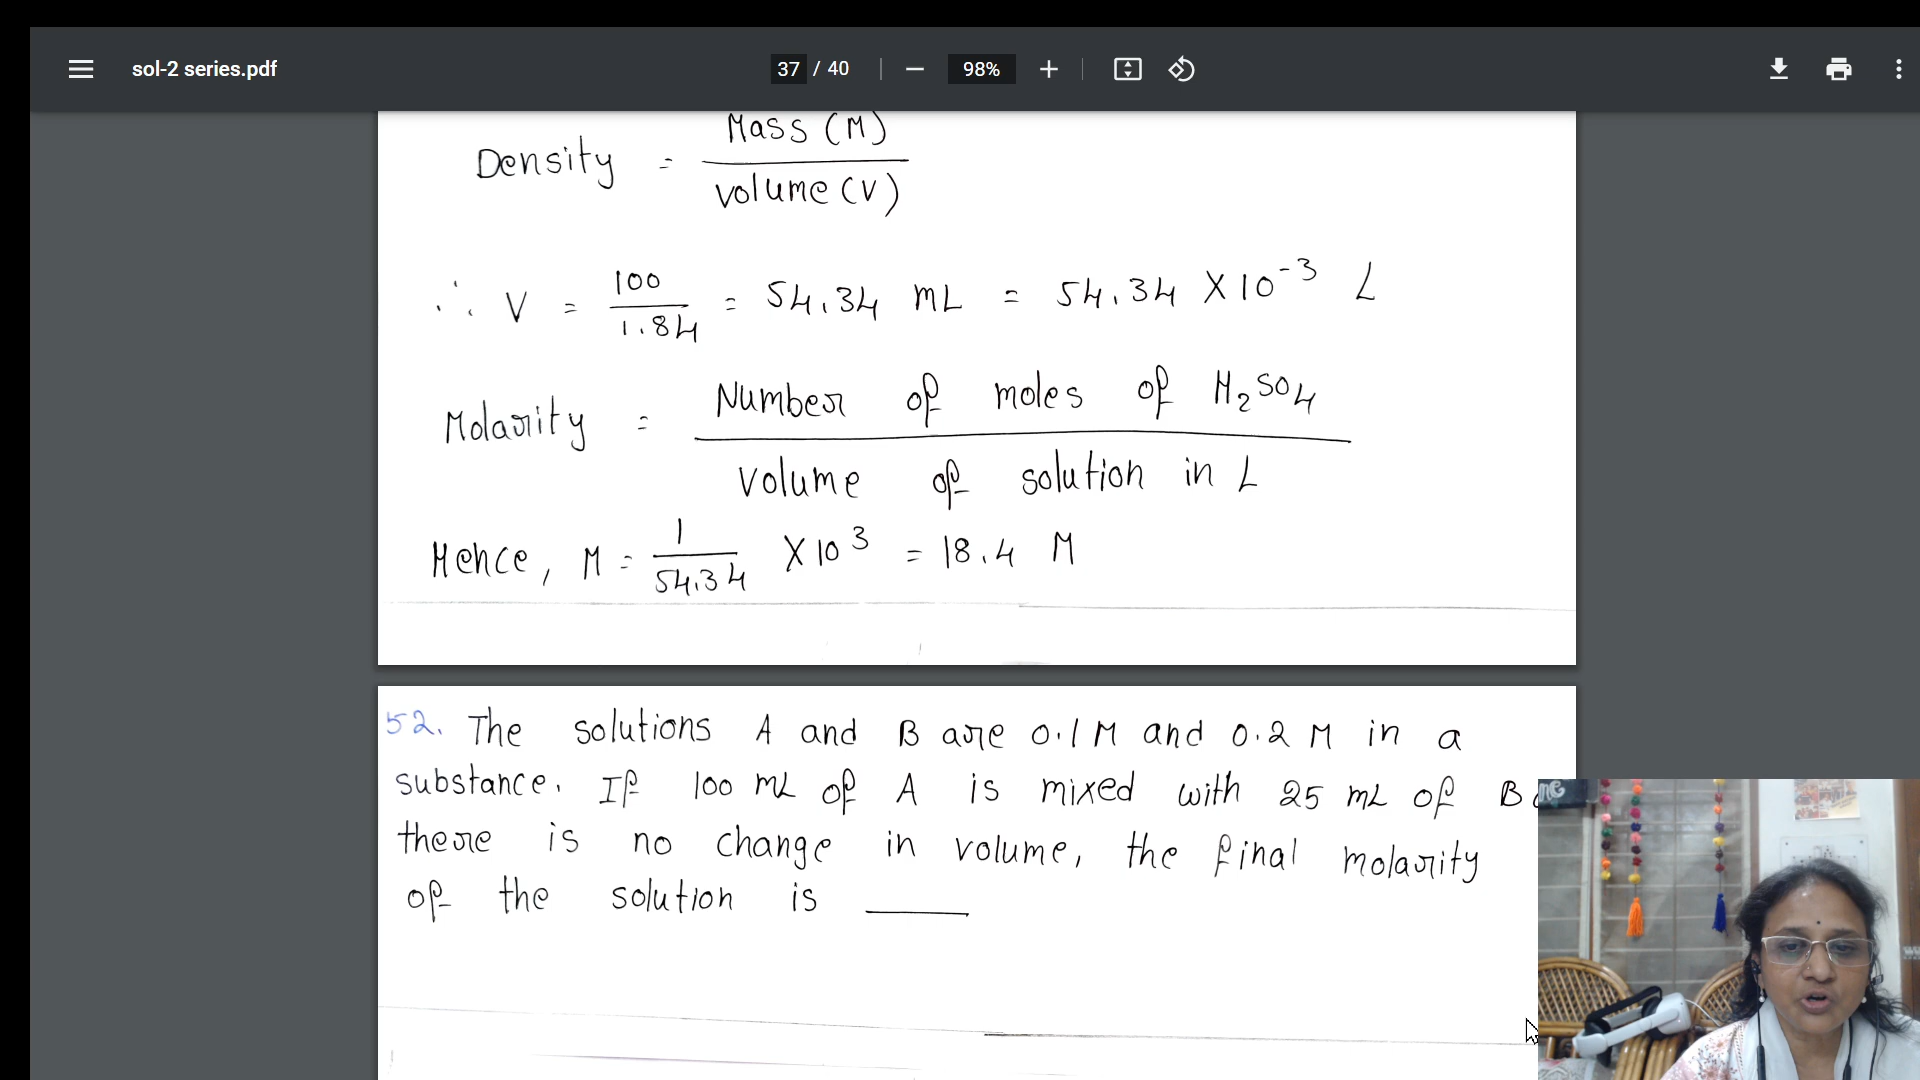 sol-2 series.pdf
37 / 40
98%
Density = Mass (M) / Volume (V)
∴ V = 100 / 1.84 = 54.34 mL = 54.34 X 10⁻³ L
Molarity = Number of moles of H₂SO₄ / Volume of solution in L
Hence, M = 1 / 54.34 X 10³ = 18.4 M
52. The solutions A and B are 0.1 M and 0.2 M in a
substance. If 100 mL of A is mixed with 25 mL of B
there is no change in volume, the final molarity
of the solution is ____